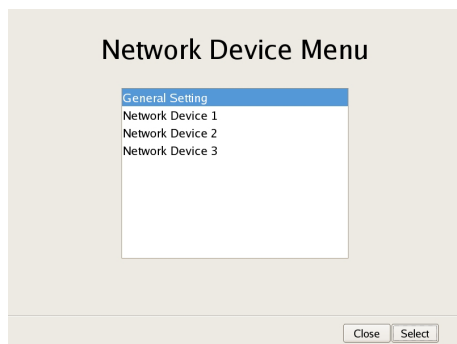 Network Device Menu
General Setting
Network Device 1
Network Device 2
Network Device 3
Close Select